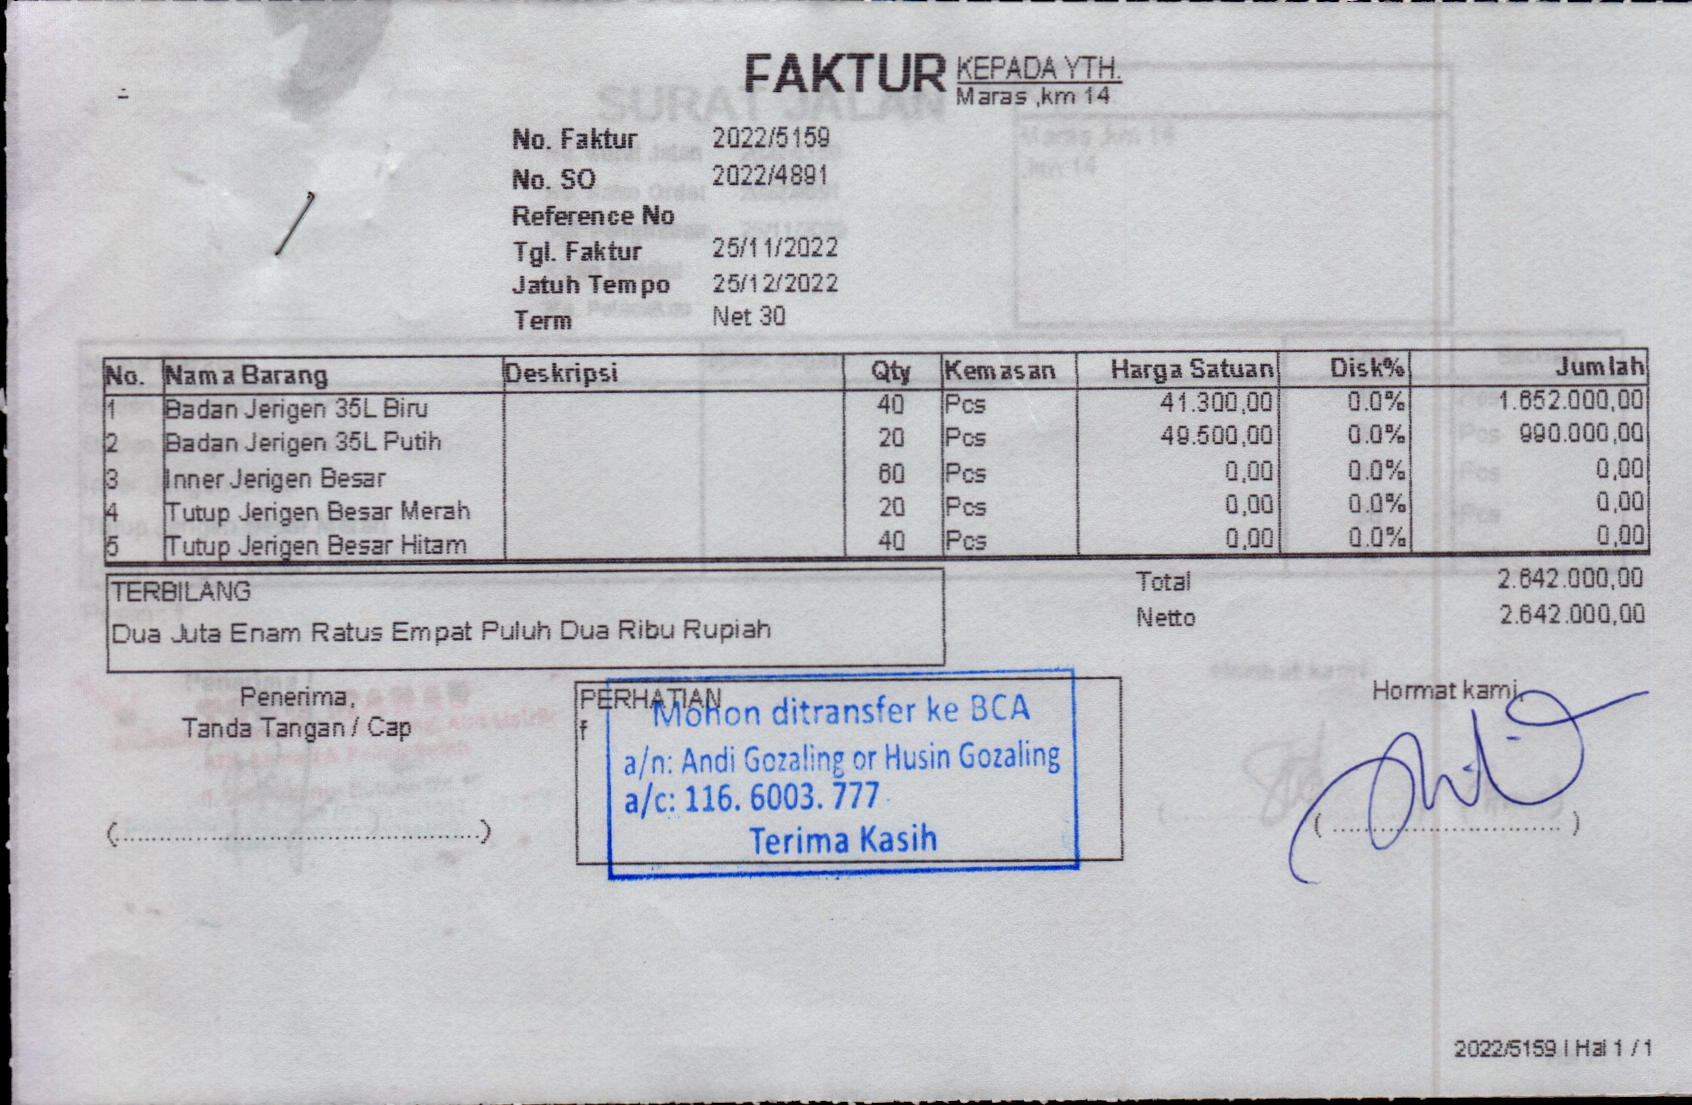 FAKTUR
KEPADA YTH.
Maras ,km 14
No. Faktur 2022/5159
No. SO 2022/4891
Reference No
Tgl. Faktur 25/11/2022
Jatuh Tempo 25/12/2022
Term Net 30
No. Nama Barang Deskripsi Qty Kemasan Harga Satuan Disk% Jumlah
1 Badan Jerigen 35L Biru 40 Pcs 41.300,00 0.0% 1.652.000,00
2 Badan Jerigen 35L Putih 20 Pcs 49.500,00 0.0% 990.000,00
3 Inner Jerigen Besar 60 Pcs 0,00 0.0% 0,00
4 Tutup Jerigen Besar Merah 20 Pcs 0,00 0.0% 0,00
5 Tutup Jerigen Besar Hitam 40 Pcs 0,00 0.0% 0,00
TERBILANG
Dua Juta Enam Ratus Empat Puluh Dua Ribu Rupiah
Total 2.642.000,00
Netto 2.642.000,00
Penerima,
Tanda Tangan / Cap
PERHATIAN
f
Mohon ditransfer ke BCA
a/n: Andi Gozaling or Husin Gozaling
a/c: 116. 6003. 777
Terima Kasih
Hormat kami,
2022/5159 | Hal 1 / 1
SURAT JALAN
Maras ,km 14
,km 14